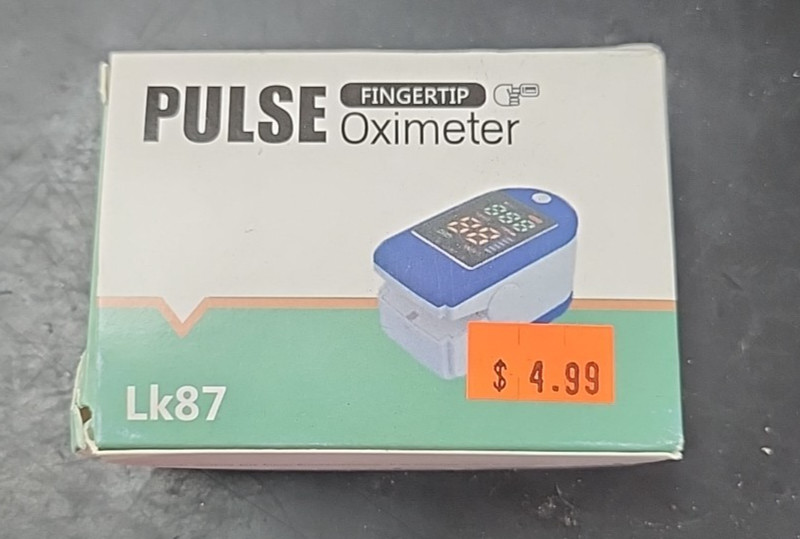 PULSE FINGERTIP
Oximeter
Lk87
$ 4.99